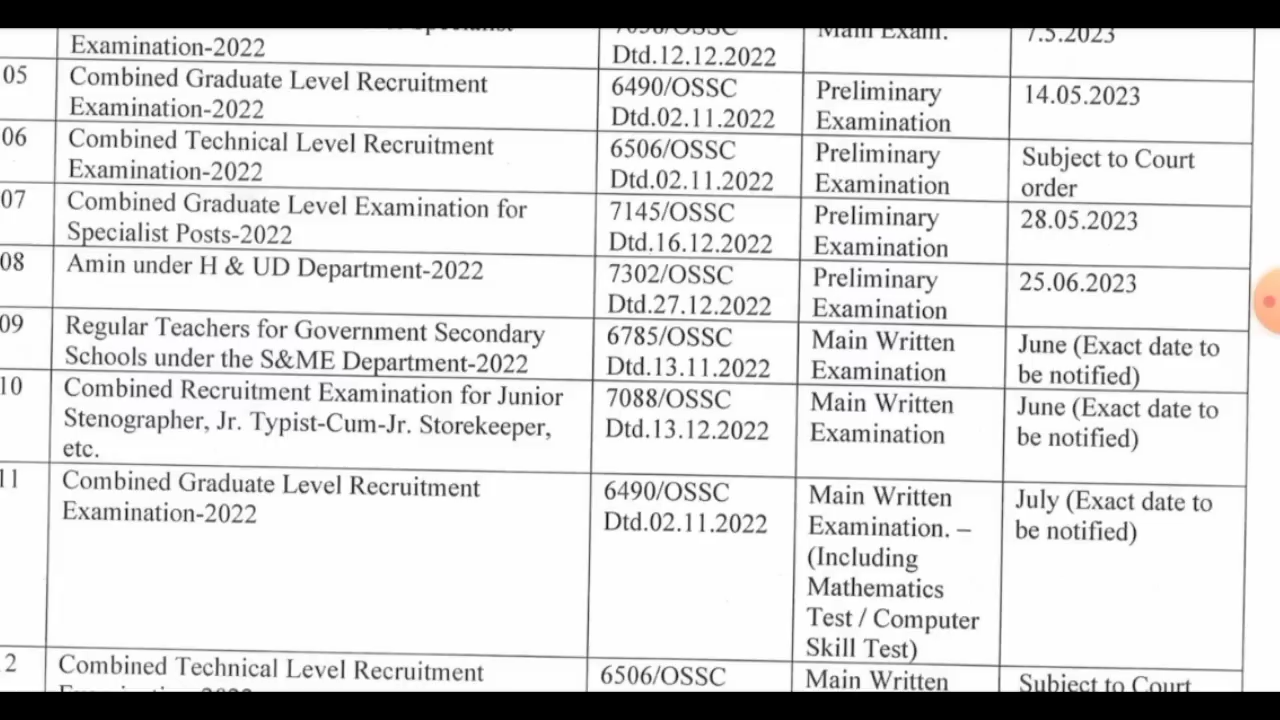 Examination-2022
Dtd.12.12.2022
Main Exam.
7.5.2023
05
Combined Graduate Level Recruitment
Examination-2022
6490/OSSC
Dtd.02.11.2022
Preliminary
Examination
14.05.2023
06
Combined Technical Level Recruitment
Examination-2022
6506/OSSC
Dtd.02.11.2022
Preliminary
Examination
Subject to Court
order
07
Combined Graduate Level Examination for
Specialist Posts-2022
7145/OSSC
Dtd.16.12.2022
Preliminary
Examination
28.05.2023
08
Amin under H & UD Department-2022
7302/OSSC
Dtd.27.12.2022
Preliminary
Examination
25.06.2023
09
Regular Teachers for Government Secondary
Schools under the S&ME Department-2022
6785/OSSC
Dtd.13.11.2022
Main Written
Examination
June (Exact date to
be notified)
10
Combined Recruitment Examination for Junior
Stenographer, Jr. Typist-Cum-Jr. Storekeeper,
etc.
7088/OSSC
Dtd.13.12.2022
Main Written
Examination
June (Exact date to
be notified)
11
Combined Graduate Level Recruitment
Examination-2022
6490/OSSC
Dtd.02.11.2022
Main Written
Examination. –
(Including
Mathematics
Test / Computer
Skill Test)
July (Exact date to
be notified)
2
Combined Technical Level Recruitment
6506/OSSC
Main Written
Subject to Court